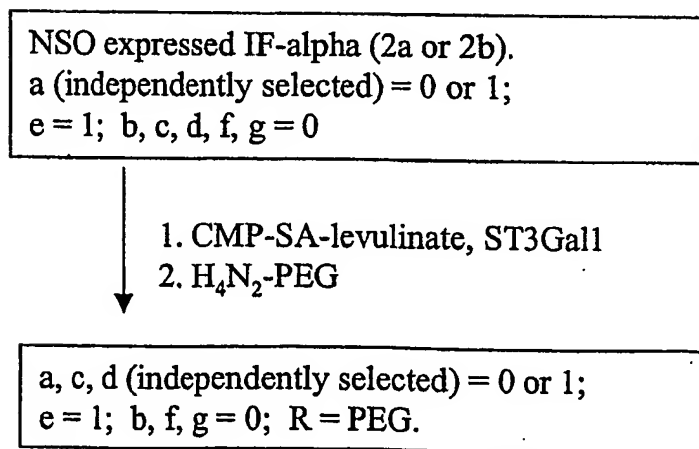 NSO expressed IF-alpha (2a or 2b).
a (independently selected) = 0 or 1;
e = 1; b, c, d, f, g = 0
1. CMP-SA-levulinate, ST3Gal1
2. H₄N₂-PEG
a, c, d (independently selected) = 0 or 1;
e = 1; b, f, g = 0; R = PEG.